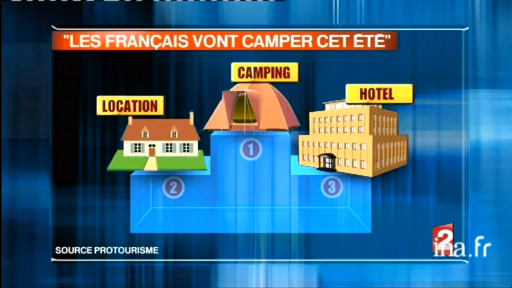 "LES FRANÇAIS VONT CAMPER CET ÉTÉ"
CAMPING
LOCATION
HOTEL
1
2
3
SOURCE PROTOURISME
2
ina.fr